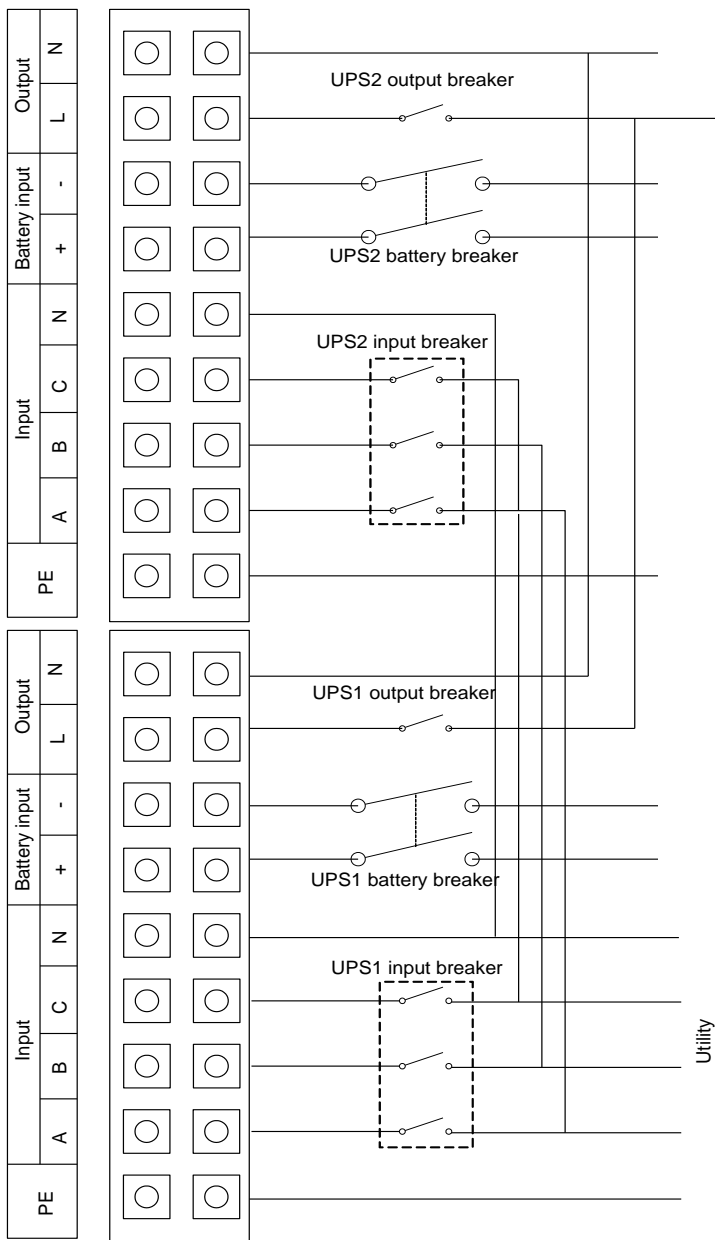 Output
N
L
UPS2 output breaker
Battery input
-
+
UPS2 battery breaker
Input
N
C
B
A
UPS2 input breaker
PE
Output
N
L
UPS1 output breaker
Battery input
-
+
UPS1 battery breaker
Input
N
C
B
A
UPS1 input breaker
Utility
PE